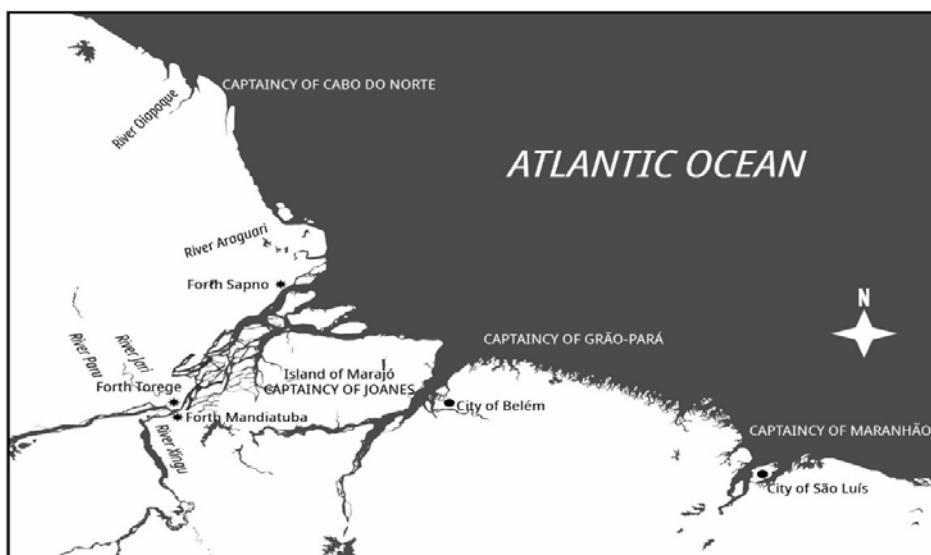 CAPTAINCY OF CABO DO NORTE
River Oiapoque
ATLANTIC OCEAN
River Araguari
Forth Sapno
N
CAPTAINCY OF GRÃO-PARÁ
River Paru
River Jari
Island of Marajó
CAPTAINCY OF JOANES
Forth Torege
City of Belém
Forth Mandiatuba
River Xingu
CAPTAINCY OF MARANHÃO
City of São Luís